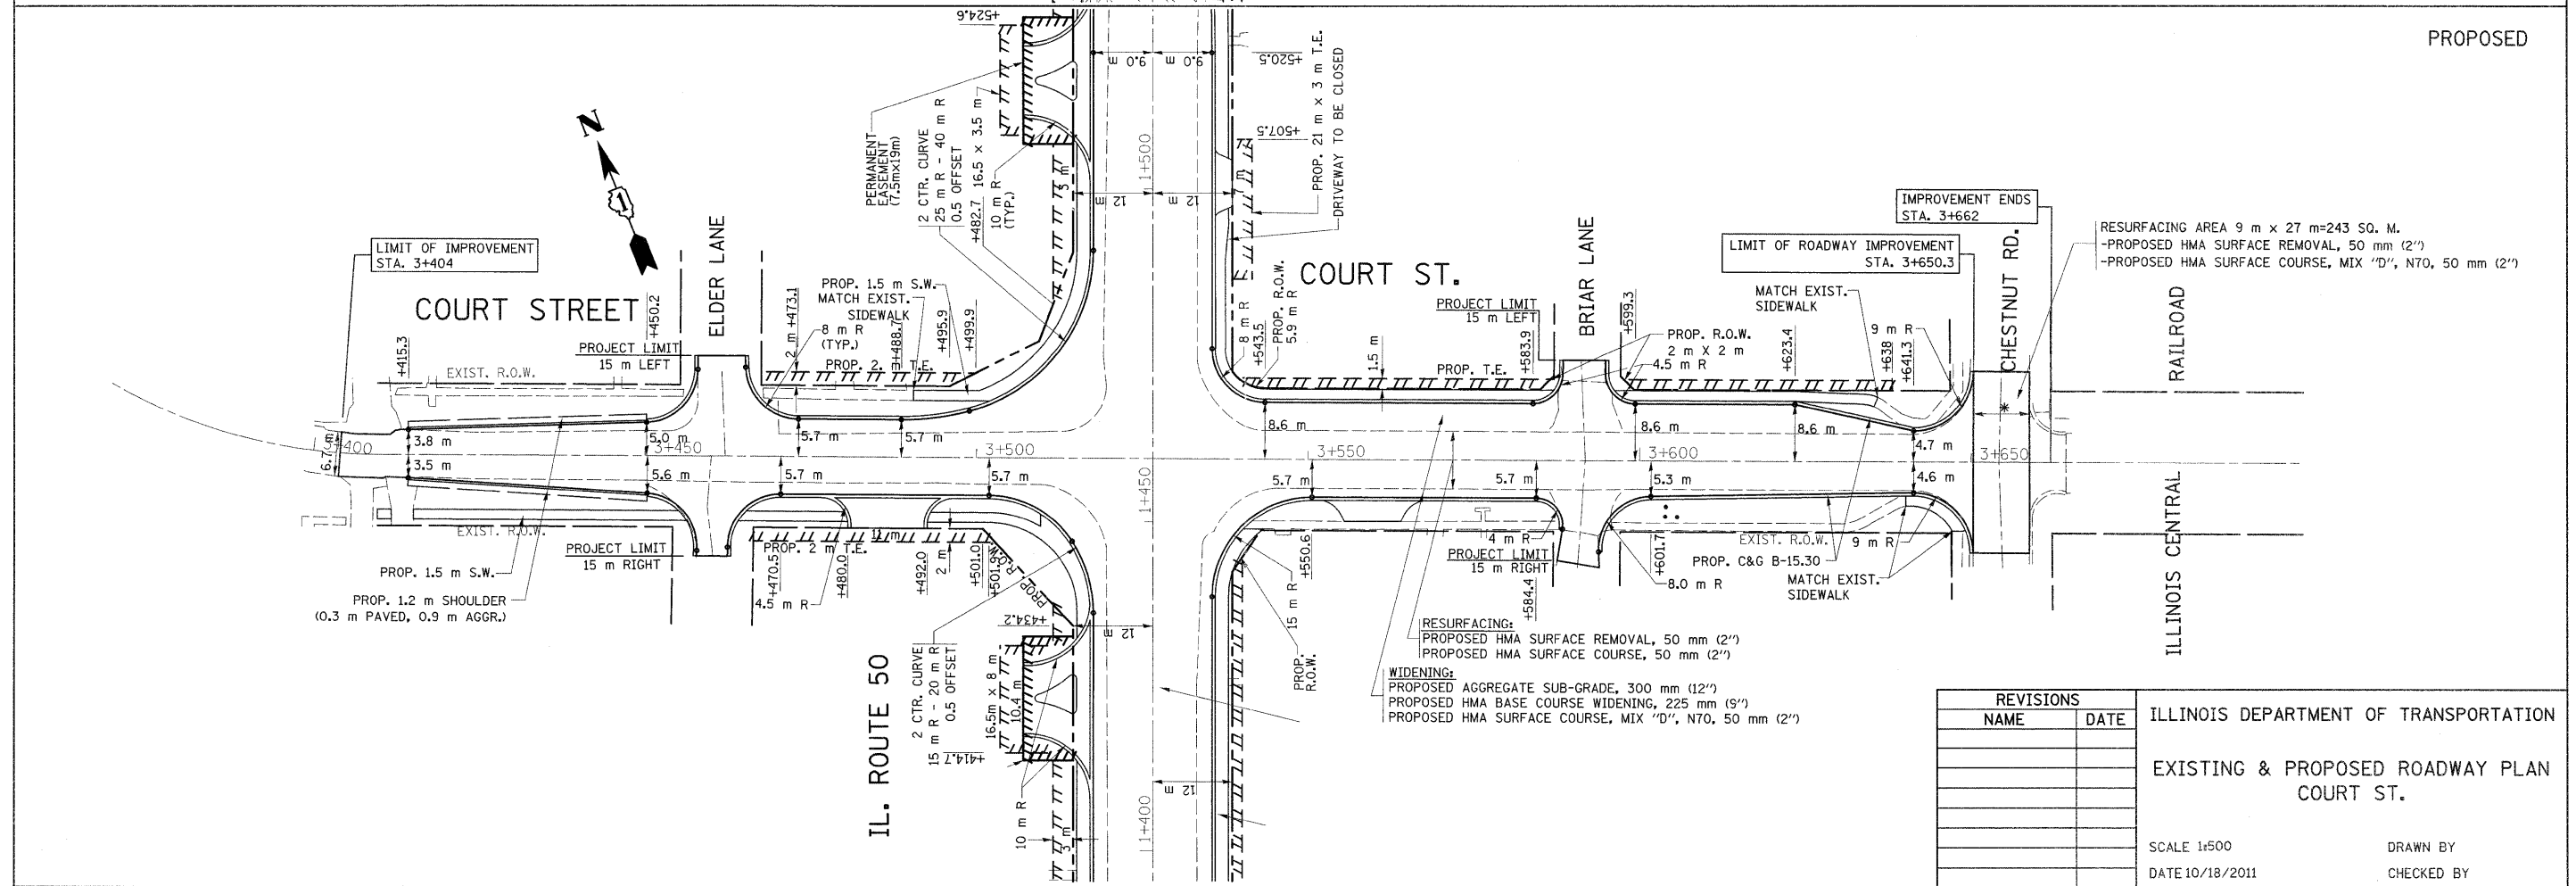 PROPOSED
+524.6
9.0 m
9.0 m
+520.5
PROP. 21 m x 3 m T.E.
DRIVEWAY TO BE CLOSED
+507.5
PERMANENT
EASEMENT
(7.5mx19m)
2 CTR. CURVE
25 m R - 40 m R
0.5 OFFSET
+482.7 16.5 x 3.5 m
10 m R
(TYP.)
3 m
12 m
12 m
1+500
N
1
LIMIT OF IMPROVEMENT
STA. 3+404
COURT STREET
+415.3
+450.2
ELDER LANE
PROJECT LIMIT
15 m LEFT
EXIST. R.O.W.
2 m
+473.1
PROP. 1.5 m S.W.
MATCH EXIST.
SIDEWALK
8 m R
(TYP.)
+488.7
+495.9
+499.9
PROP. 2. T.E.
8 m R
+543.5
PROP. R.O.W.
5.9 m R
COURT ST.
1.5 m
PROJECT LIMIT
15 m LEFT
PROP. T.E.
+583.9
BRIAR LANE
+599.3
PROP. R.O.W.
2 m X 2 m
4.5 m R
+623.4
LIMIT OF ROADWAY IMPROVEMENT
STA. 3+650.3
MATCH EXIST.
SIDEWALK
9 m R
+638
+641.3
IMPROVEMENT ENDS
STA. 3+662
CHESTNUT RD.
RESURFACING AREA 9 m x 27 m=243 SQ. M.
-PROPOSED HMA SURFACE REMOVAL, 50 mm (2")
-PROPOSED HMA SURFACE COURSE, MIX "D", N70, 50 mm (2")
ILLINOIS CENTRAL RAILROAD
*
6.7 m
3+400
3.8 m
3.5 m
5.0 m
3+450
5.6 m
5.7 m
5.7 m
5.7 m
3+500
5.7 m
1+450
8.6 m
3+550
5.7 m
5.7 m
8.6 m
3+600
5.3 m
8.6 m
4.7 m
4.6 m
3+650
EXIST. R.O.W.
PROJECT LIMIT
15 m RIGHT
PROP. 1.5 m S.W.
PROP. 1.2 m SHOULDER
(0.3 m PAVED, 0.9 m AGGR.)
PROP. 2 m T.E.
11 m
+470.5
+480.0
4.5 m R
+492.0
2 m
+501.0
+501.9
PROP. R.O.W.
+434.2
12 m
IL. ROUTE 50
2 CTR. CURVE
15 m R - 20 m R
0.5 OFFSET
+414.7
16.5m x 8 m
10.4 m
10 m R
3 m
1+400
12 m
+550.6
15 m R
PROP.
R.O.W.
4 m R
PROJECT LIMIT
15 m RIGHT
+584.4
+601.7
8.0 m R
EXIST. R.O.W.
PROP. C&G B-15.30
9 m R
MATCH EXIST.
SIDEWALK
RESURFACING:
PROPOSED HMA SURFACE REMOVAL, 50 mm (2")
PROPOSED HMA SURFACE COURSE, 50 mm (2")
WIDENING:
PROPOSED AGGREGATE SUB-GRADE, 300 mm (12")
PROPOSED HMA BASE COURSE WIDENING, 225 mm (9")
PROPOSED HMA SURFACE COURSE, MIX "D", N70, 50 mm (2")
REVISIONS
NAME DATE
ILLINOIS DEPARTMENT OF TRANSPORTATION
EXISTING & PROPOSED ROADWAY PLAN
COURT ST.
SCALE 1:500 DRAWN BY
DATE 10/18/2011 CHECKED BY